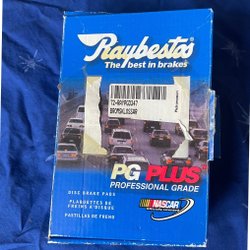 Raybestos
The best in brakes.
PG PLUS
PROFESSIONAL GRADE
NASCAR
DISC BRAKE PADS
PLAQUETTES DE
FREINS A DISQUE
PASTILLAS DE FRENO